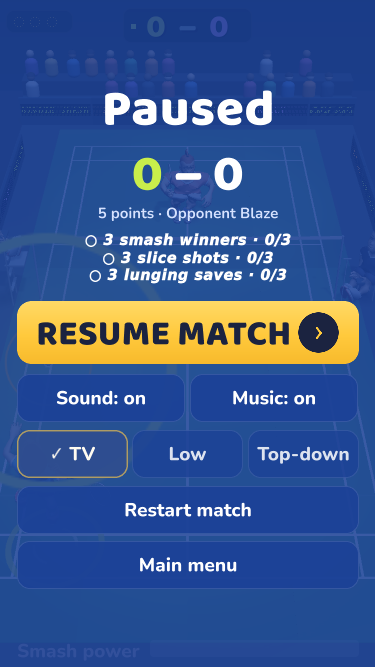 · 0 – 0
Paused
0 – 0
5 points · Opponent Blaze
3 smash winners · 0/3
3 slice shots · 0/3
3 lunging saves · 0/3
RESUME MATCH ›
Sound: on
Music: on
✓ TV
Low
Top-down
Restart match
Main menu
Smash power